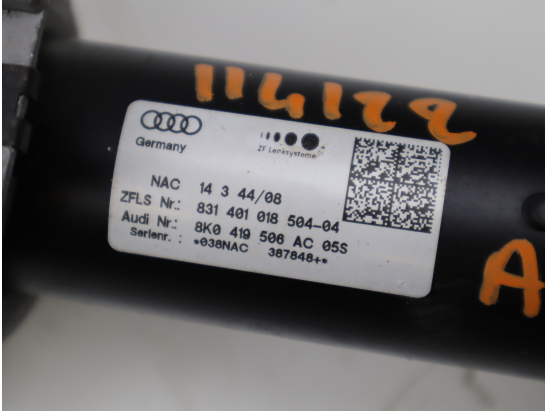 114122
Germany
ZF Lenksysteme
NAC 14 3 44/08
ZFLS Nr.: 831 401 018 504-04
Audi Nr.: 8K0 419 506 AC 05S
Serienr. : *038NAC 387848+*
A